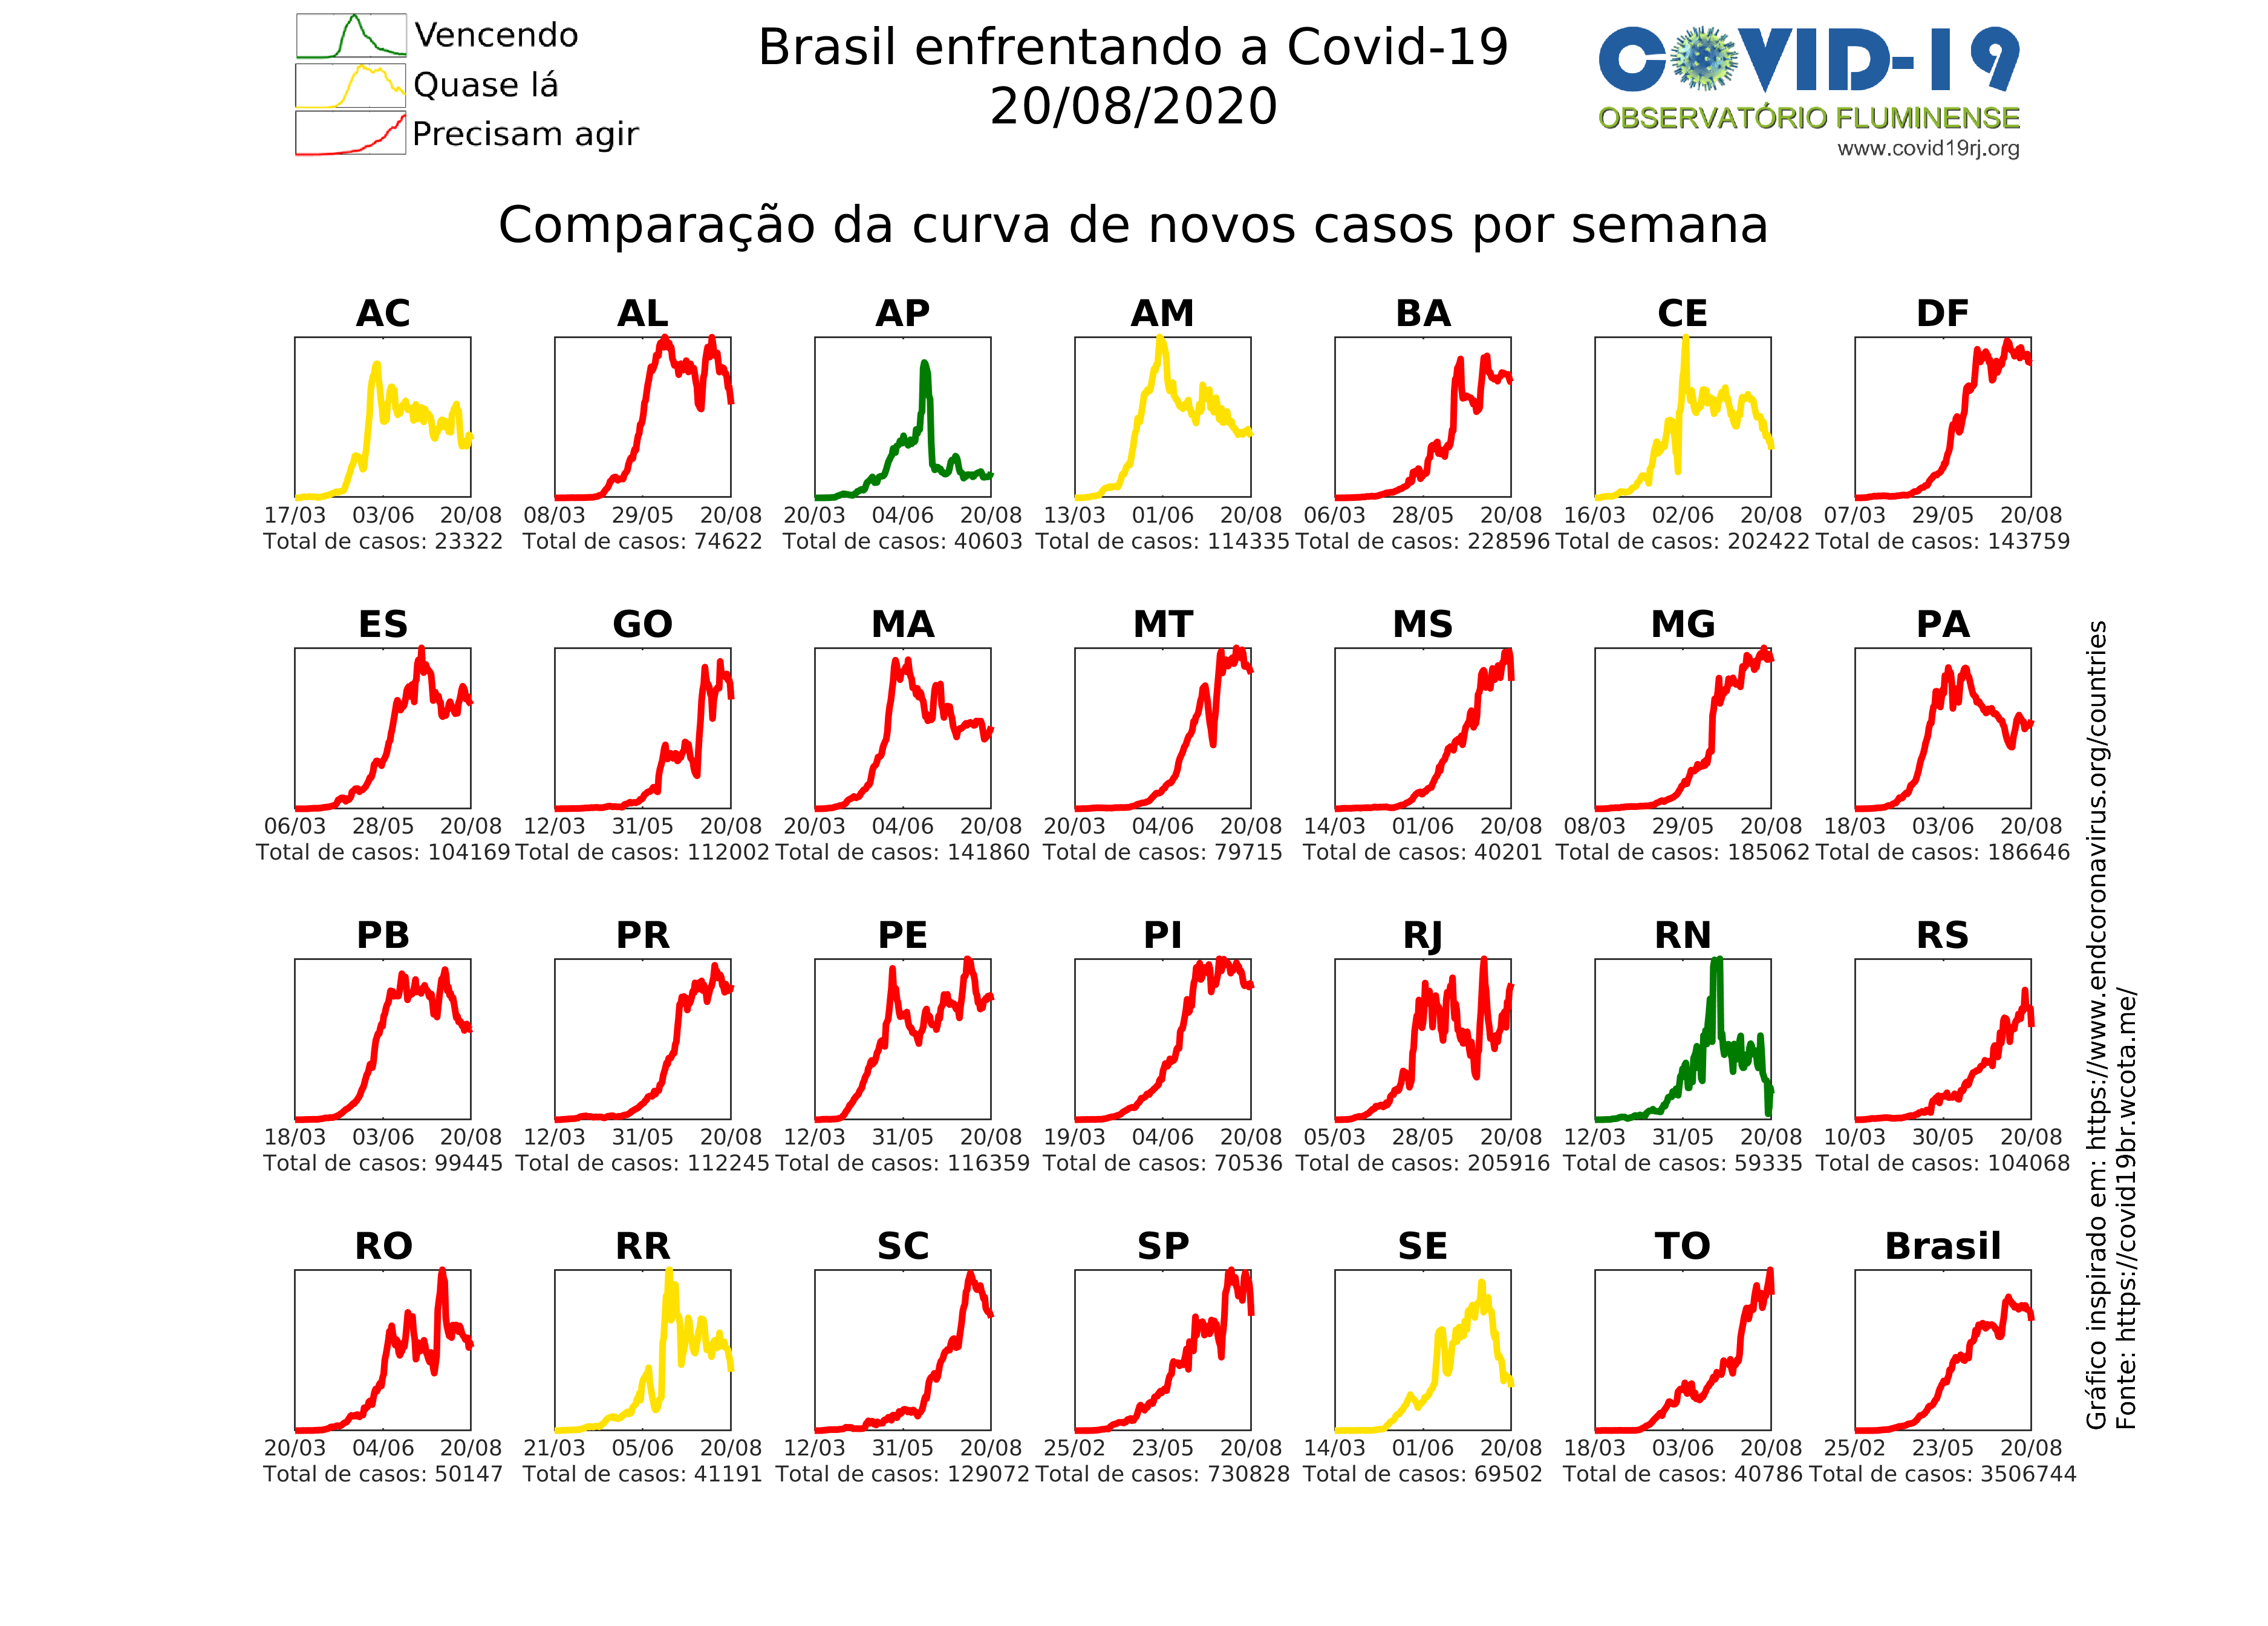 Vencendo
Quase lá
Precisam agir
Brasil enfrentando a Covid-19
20/08/2020
COVID-19
OBSERVATÓRIO FLUMINENSE
www.covid19rj.org
Comparação da curva de novos casos por semana
AC AL AP AM BA CE DF
17/03 03/06 20/08 08/03 29/05 20/08 20/03 04/06 20/08 13/03 01/06 20/08 06/03 28/05 20/08 16/03 02/06 20/08 07/03 29/05 20/08
Total de casos: 23322 Total de casos: 74622 Total de casos: 40603 Total de casos: 114335 Total de casos: 228596 Total de casos: 202422 Total de casos: 143759
ES GO MA MT MS MG PA
06/03 28/05 20/08 12/03 31/05 20/08 20/03 04/06 20/08 20/03 04/06 20/08 14/03 01/06 20/08 08/03 29/05 20/08 18/03 03/06 20/08
Total de casos: 104169 Total de casos: 112002 Total de casos: 141860 Total de casos: 79715 Total de casos: 40201 Total de casos: 185062 Total de casos: 186646
PB PR PE PI RJ RN RS
18/03 03/06 20/08 12/03 31/05 20/08 12/03 31/05 20/08 19/03 04/06 20/08 05/03 28/05 20/08 12/03 31/05 20/08 10/03 30/05 20/08
Total de casos: 99445 Total de casos: 112245 Total de casos: 116359 Total de casos: 70536 Total de casos: 205916 Total de casos: 59335 Total de casos: 104068
RO RR SC SP SE TO Brasil
20/03 04/06 20/08 21/03 05/06 20/08 12/03 31/05 20/08 25/02 23/05 20/08 14/03 01/06 20/08 18/03 03/06 20/08 25/02 23/05 20/08
Total de casos: 50147 Total de casos: 41191 Total de casos: 129072 Total de casos: 730828 Total de casos: 69502 Total de casos: 40786 Total de casos: 3506744
Gráfico inspirado em: https://www.endcoronavirus.org/countries
Fonte: https://covid19br.wcota.me/